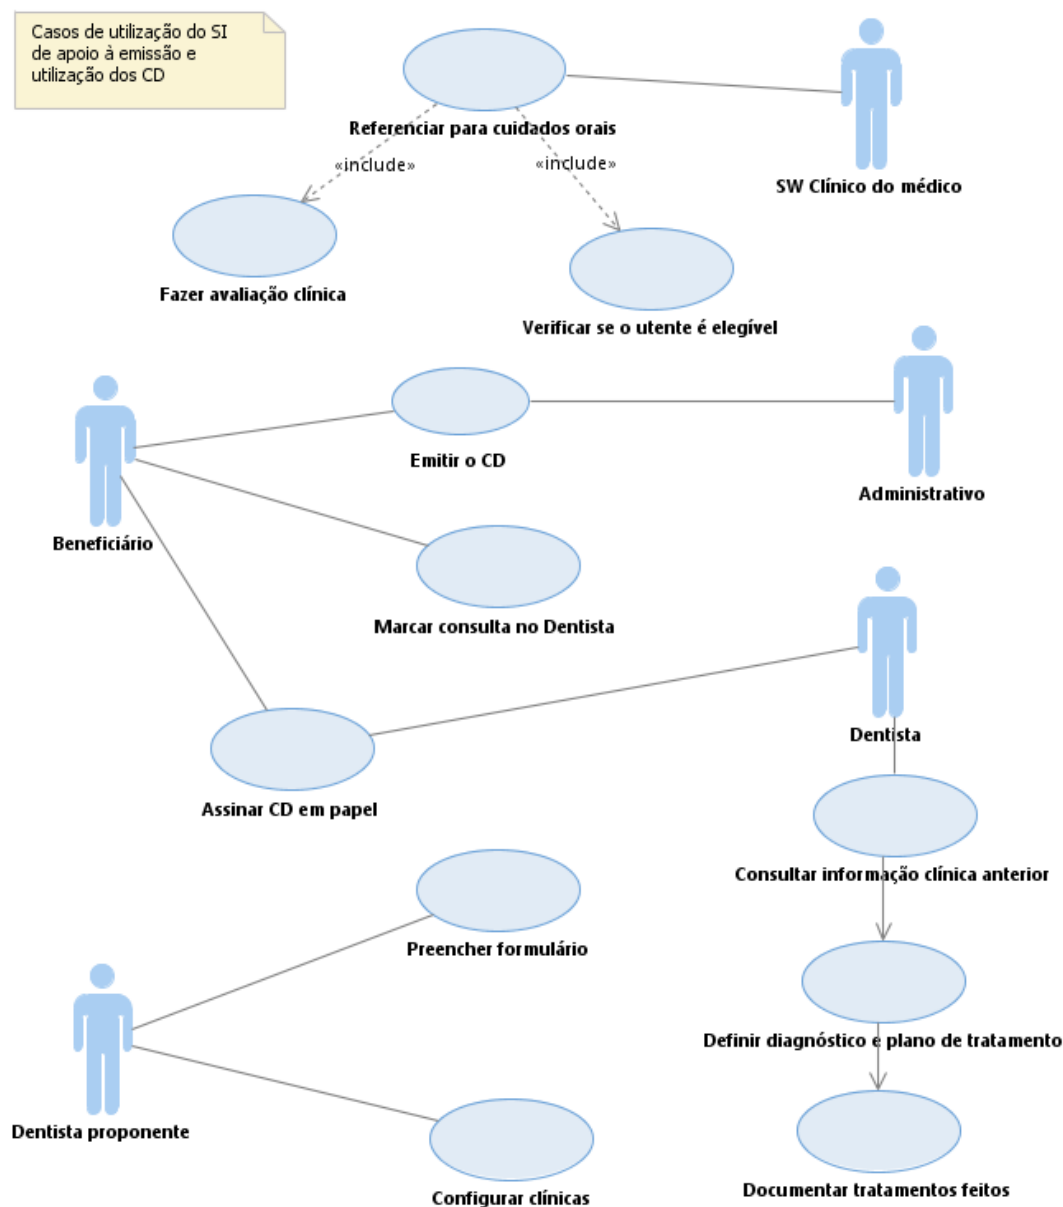 Casos de utilização do SI
de apoio à emissão e
utilização dos CD
Referenciar para cuidados orais
«include»
«include»
SW Clínico do médico
Fazer avaliação clínica
Verificar se o utente é elegível
Emitir o CD
Administrativo
Beneficiário
Marcar consulta no Dentista
Dentista
Assinar CD em papel
Consultar informação clínica anterior
Preencher formulário
Definir diagnóstico e plano de tratamento
Dentista proponente
Documentar tratamentos feitos
Configurar clínicas